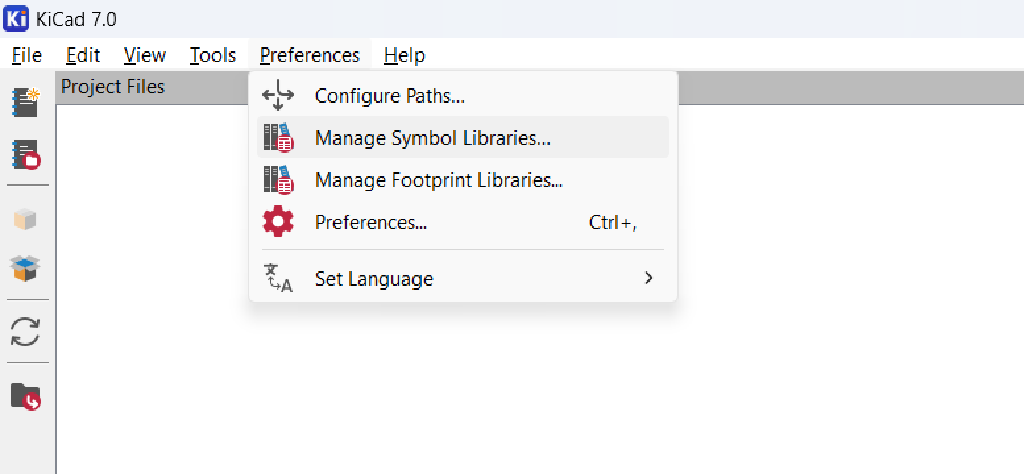 KiCad 7.0
File Edit View Tools Preferences Help
Project Files
Configure Paths...
Manage Symbol Libraries...
Manage Footprint Libraries...
Preferences... Ctrl+,
Set Language